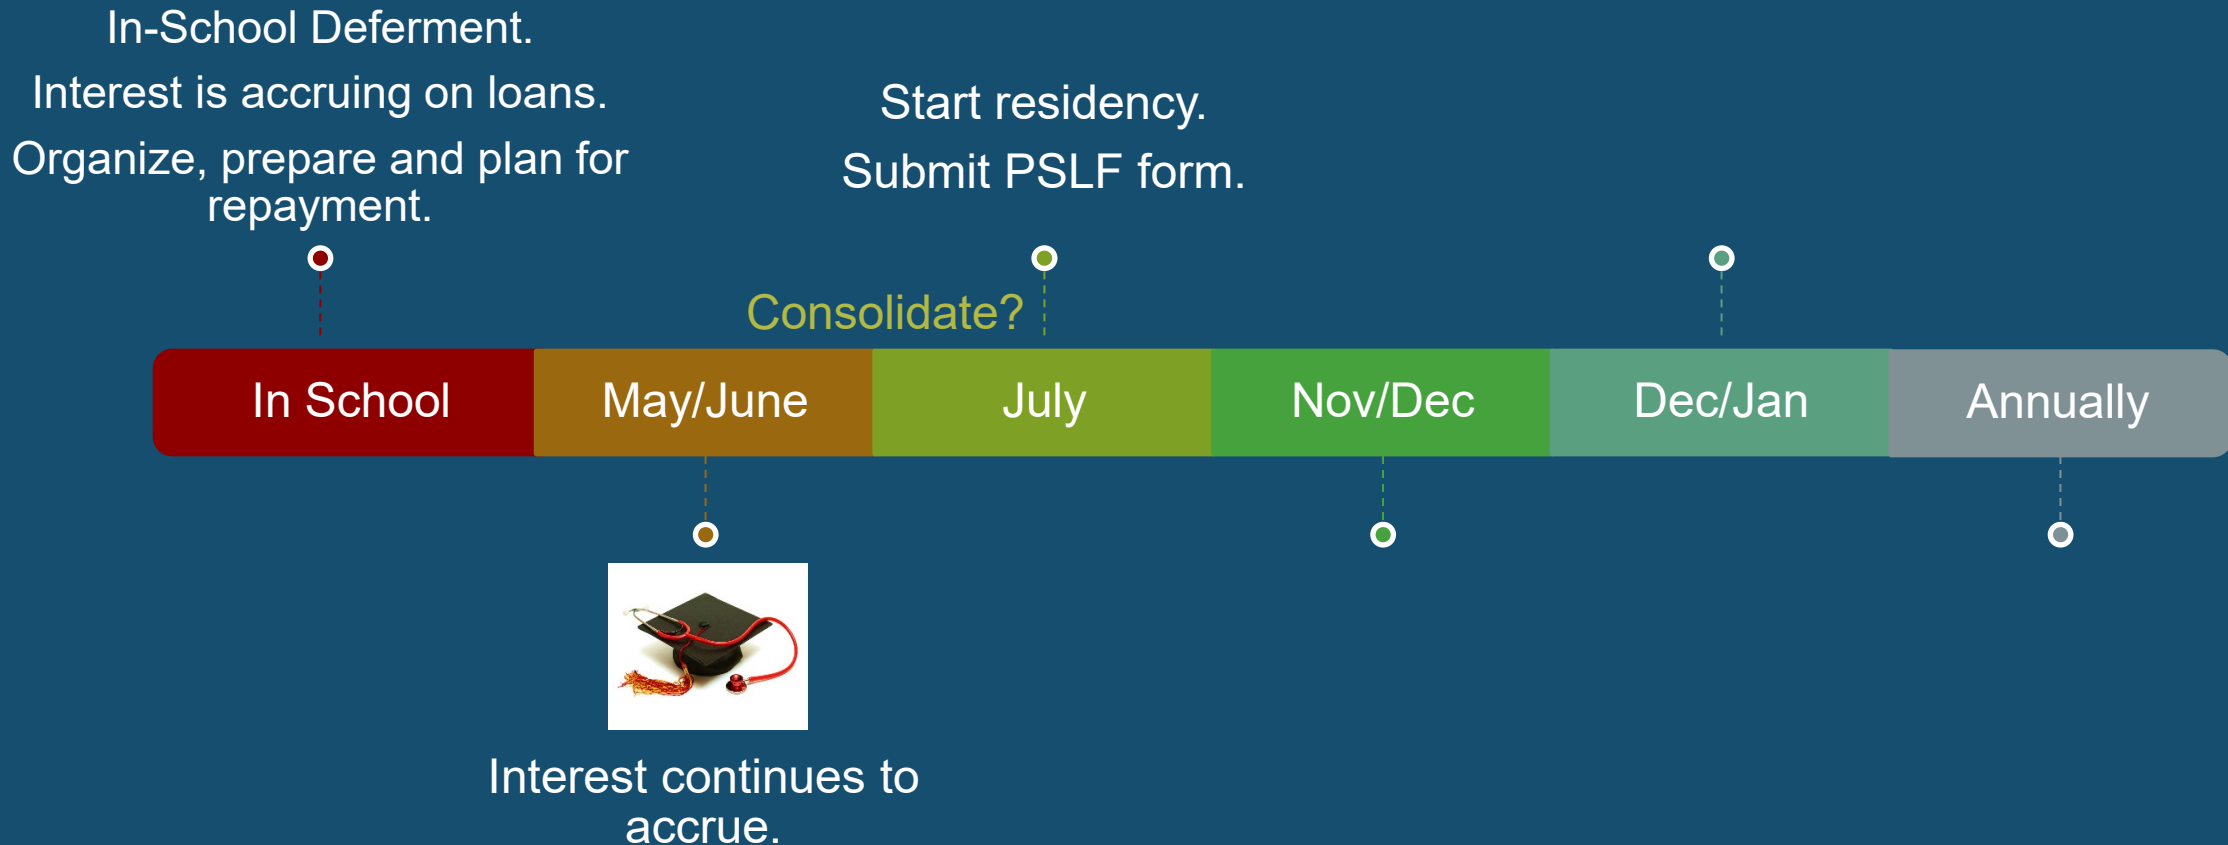 In-School Deferment.
Interest is accruing on loans.
Organize, prepare and plan for
repayment.
Start residency.
Submit PSLF form.
Consolidate?
In School
May/June
July
Nov/Dec
Dec/Jan
Annually
Interest continues to
accrue.